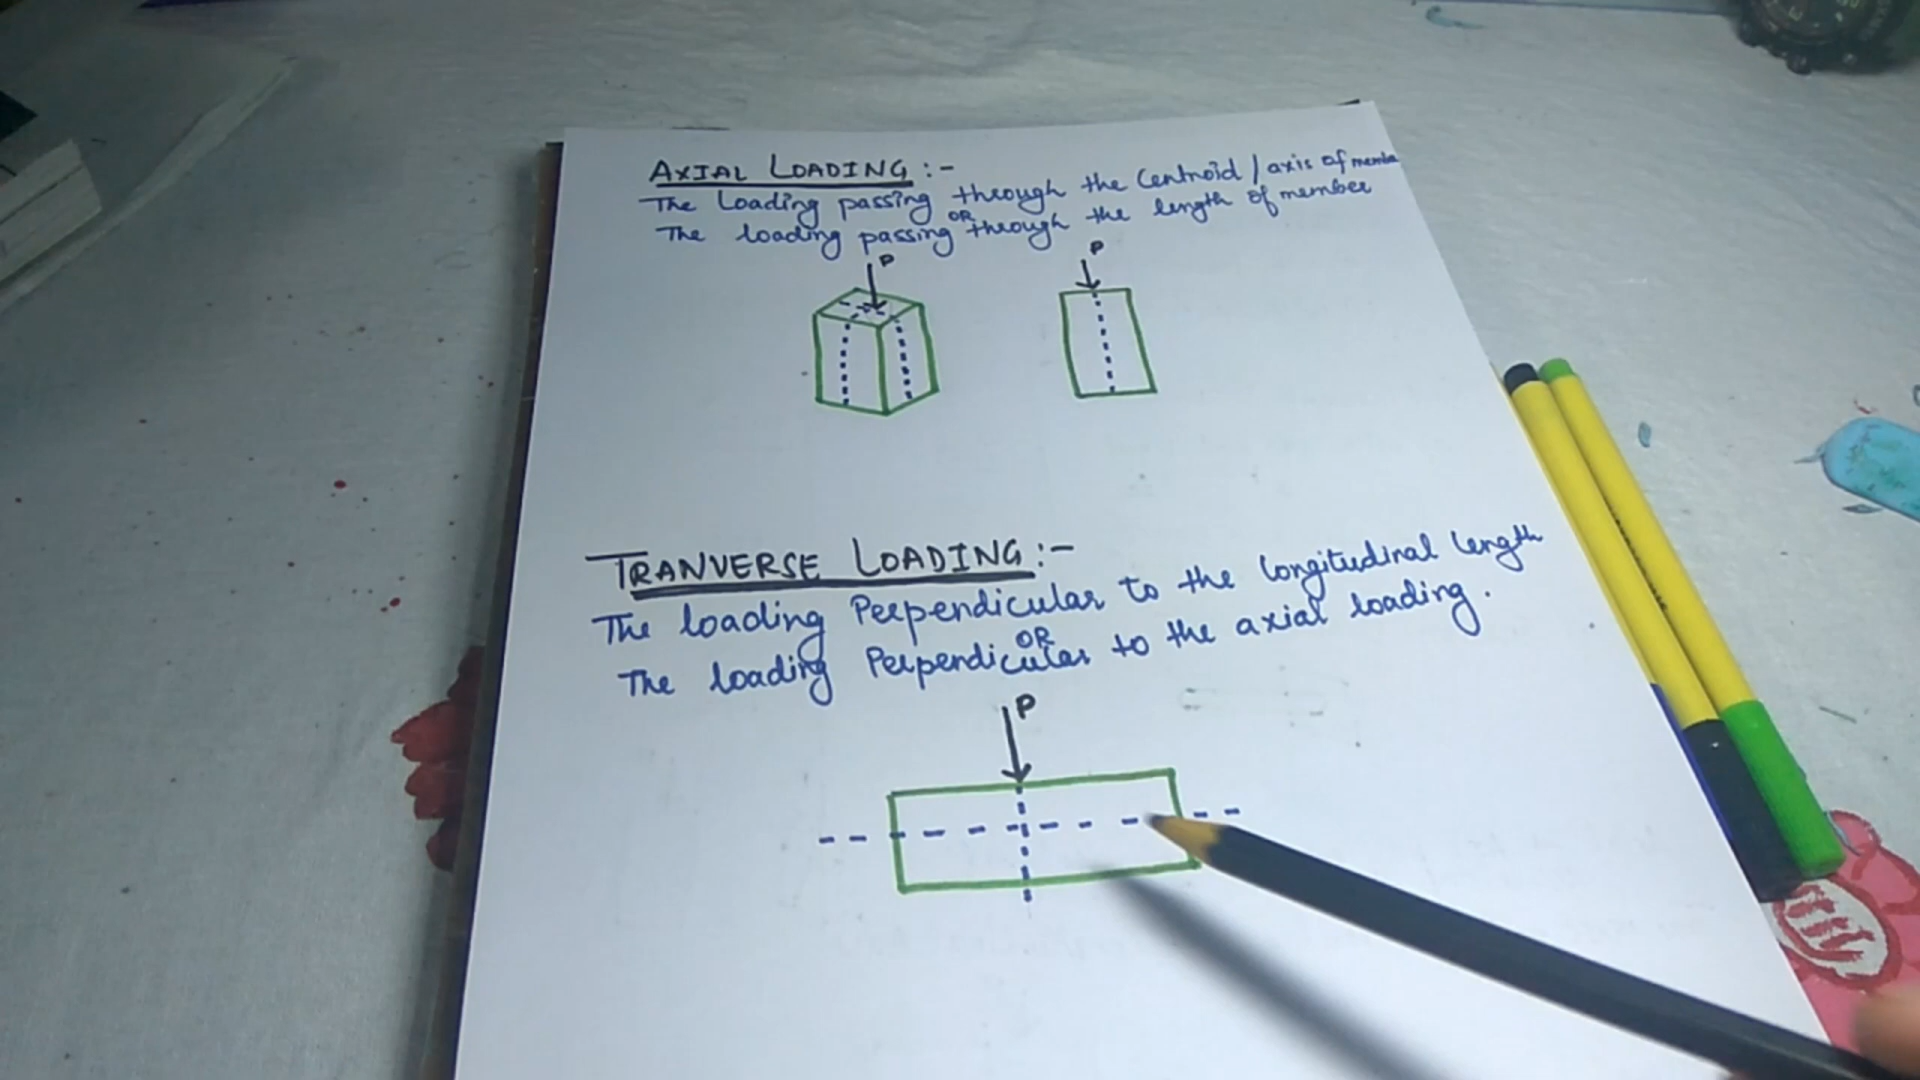 AXIAL LOADING :-
The Loading passing through the Centroid / axis of membe
OR
The loading passing through the length of member
P
P
TRANVERSE LOADING :-
The loading Perpendicular to the longitudinal length
OR
The loading Perpendicular to the axial loading.
P